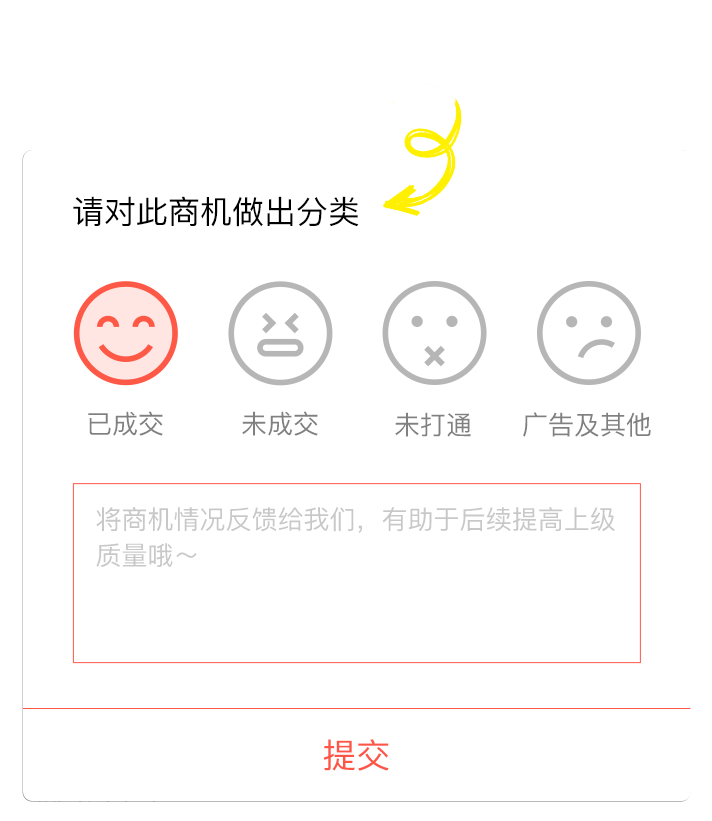 请对此商机做出分类
已成交
未成交
未打通
广告及其他
将商机情况反馈给我们，有助于后续提高上级
质量哦～
提交